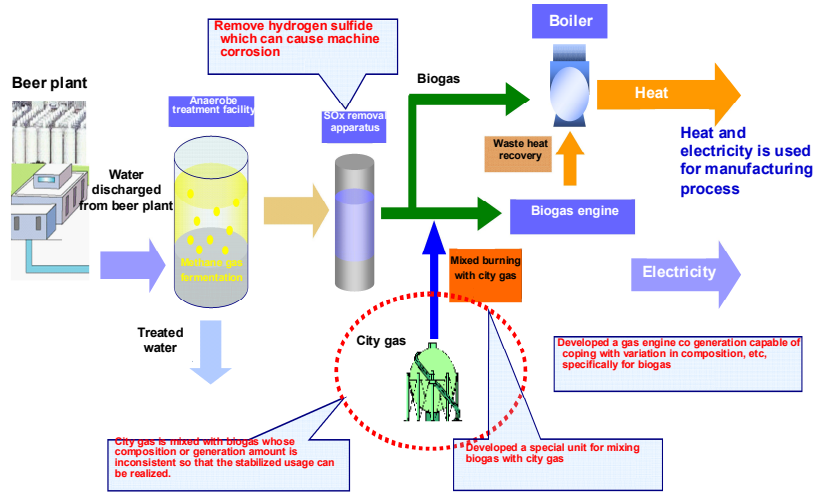 Remove hydrogen sulfide
which can cause machine
corrosion
Boiler
Beer plant
Biogas
Anaerobe
treatment facility
SOx removal
apparatus
Heat
Waste heat
recovery
Heat and
electricity is used
for manufacturing
process
Water
discharged
from beer plant
Biogas engine
Methane gas
fermentation
Mixed burning
with city gas
Electricity
Treated
water
City gas
Developed a gas engine co generation capable of
coping with variation in composition, etc,
specifically for biogas
City gas is mixed with biogas whose
composition or generation amount is
inconsistent so that the stabilized usage can
be realized.
Developed a special unit for mixing
biogas with city gas